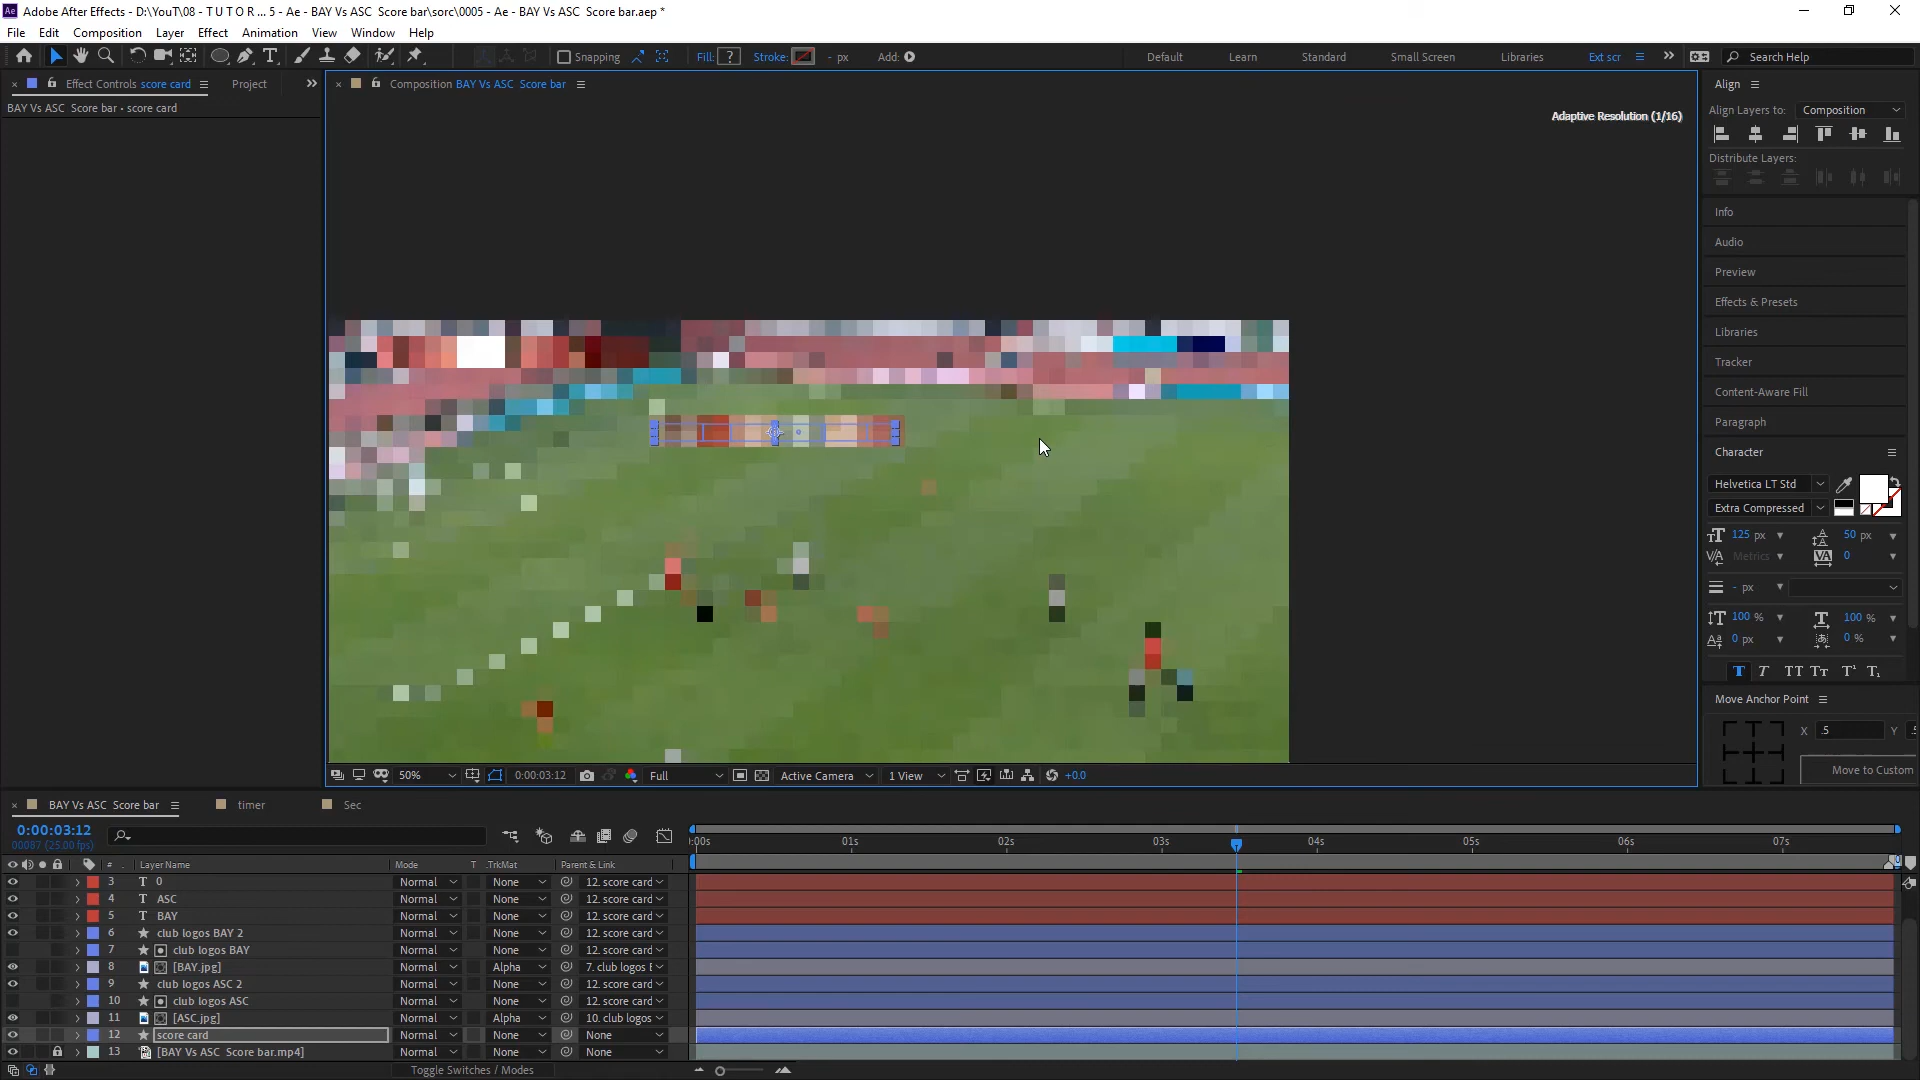 Adobe After Effects - D:\YouT\08 - T U T O R ... 5 - Ae - BAY Vs ASC  Score bar\sorc\0005 - Ae - BAY Vs ASC  Score bar.aep *
File Edit Composition Layer Effect Animation View Window Help
Snapping Fill: ? Stroke: - px Add: Default Learn Standard Small Screen Libraries Ext scr Search Help
Effect Controls score card Project Composition BAY Vs ASC  Score bar Align
BAY Vs ASC  Score bar • score card
Align Layers to: Composition
Adaptive Resolution (1/16)
Distribute Layers:
Info
Audio
Preview
Effects & Presets
Libraries
Tracker
Content-Aware Fill
Paragraph
Character
Helvetica LT Std
Extra Compressed
125 px 50 px
Metrics 0
- px
100 % 100 %
0 px 0 %
T T TT Tt T¹ T₁
Move Anchor Point
X .5 Y
Move to Custom
50% 0:00:03:12 Full Active Camera 1 View +0.0
BAY Vs ASC  Score bar timer Sec
0:00:03:12
00087 (25.00 fps)
:00s 01s 02s 03s 04s 05s 06s 07s
# Layer Name Mode T .TrkMat Parent & Link
3 T 0 Normal None 12. score card
4 T ASC Normal None 12. score card
5 T BAY Normal None 12. score card
6 club logos BAY 2 Normal None 12. score card
7 club logos BAY Normal None 12. score card
8 [BAY.jpg] Normal Alpha 7. club logos
9 club logos ASC 2 Normal None 12. score card
10 club logos ASC Normal None 12. score card
11 [ASC.jpg] Normal Alpha 10. club logos
12 score card Normal None None
13 [BAY Vs ASC  Score bar.mp4] Normal None None
Toggle Switches / Modes